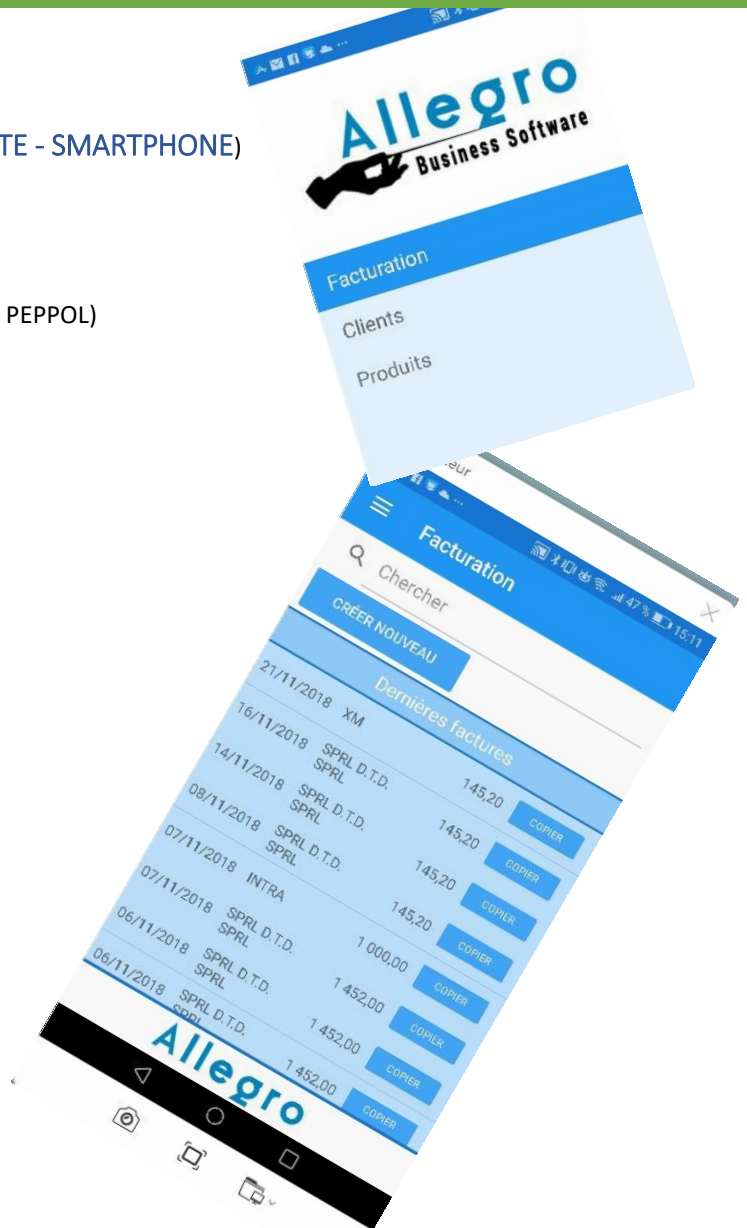 TE - SMARTPHONE)
PEPPOL)
Allegro
Business Software
Facturation
Clients
Produits
eur
47 % 15:11
Facturation
Chercher
CRÉER NOUVEAU
Dernières factures
21/11/2018 XM 145,20 COPIER
16/11/2018 SPRL D.T.D. 145,20 COPIER
SPRL
14/11/2018 SPRL D.T.D. 145,20 COPIER
SPRL
08/11/2018 SPRL D.T.D. 145,20 COPIER
SPRL
07/11/2018 INTRA 1 000,00 COPIER
07/11/2018 SPRL D.T.D. 1 452,00 COPIER
SPRL
06/11/2018 SPRL D.T.D. 1 452,00 COPIER
SPRL
06/11/2018 SPRL D.T.D. 1 452,00 COPIER
SPRL
Allegro